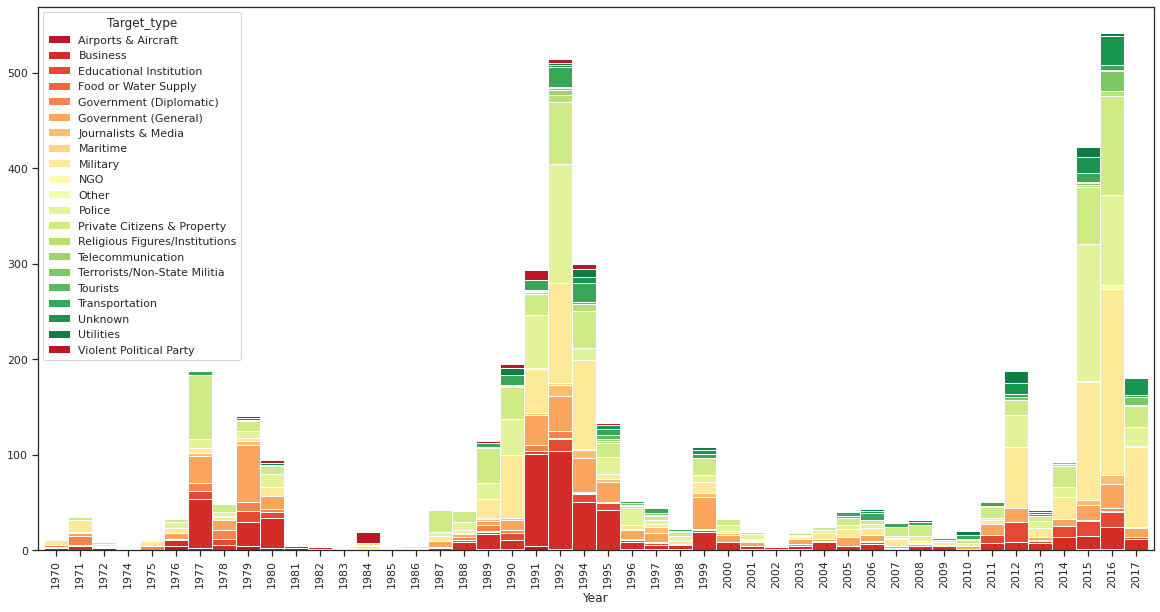 Target_type
Airports & Aircraft
Business
Educational Institution
Food or Water Supply
Government (Diplomatic)
Government (General)
Journalists & Media
Maritime
Military
NGO
Other
Police
Private Citizens & Property
Religious Figures/Institutions
Telecommunication
Terrorists/Non-State Militia
Tourists
Transportation
Unknown
Utilities
Violent Political Party
500
400
300
200
100
0
1970 1971 1972 1974 1975 1976 1977 1978 1979 1980 1981 1982 1983 1984 1985 1986 1987 1988 1989 1990 1991 1992 1994 1995 1996 1997 1998 1999 2000 2001 2002 2003 2004 2005 2006 2007 2008 2009 2010 2011 2012 2013 2014 2015 2016 2017
Year